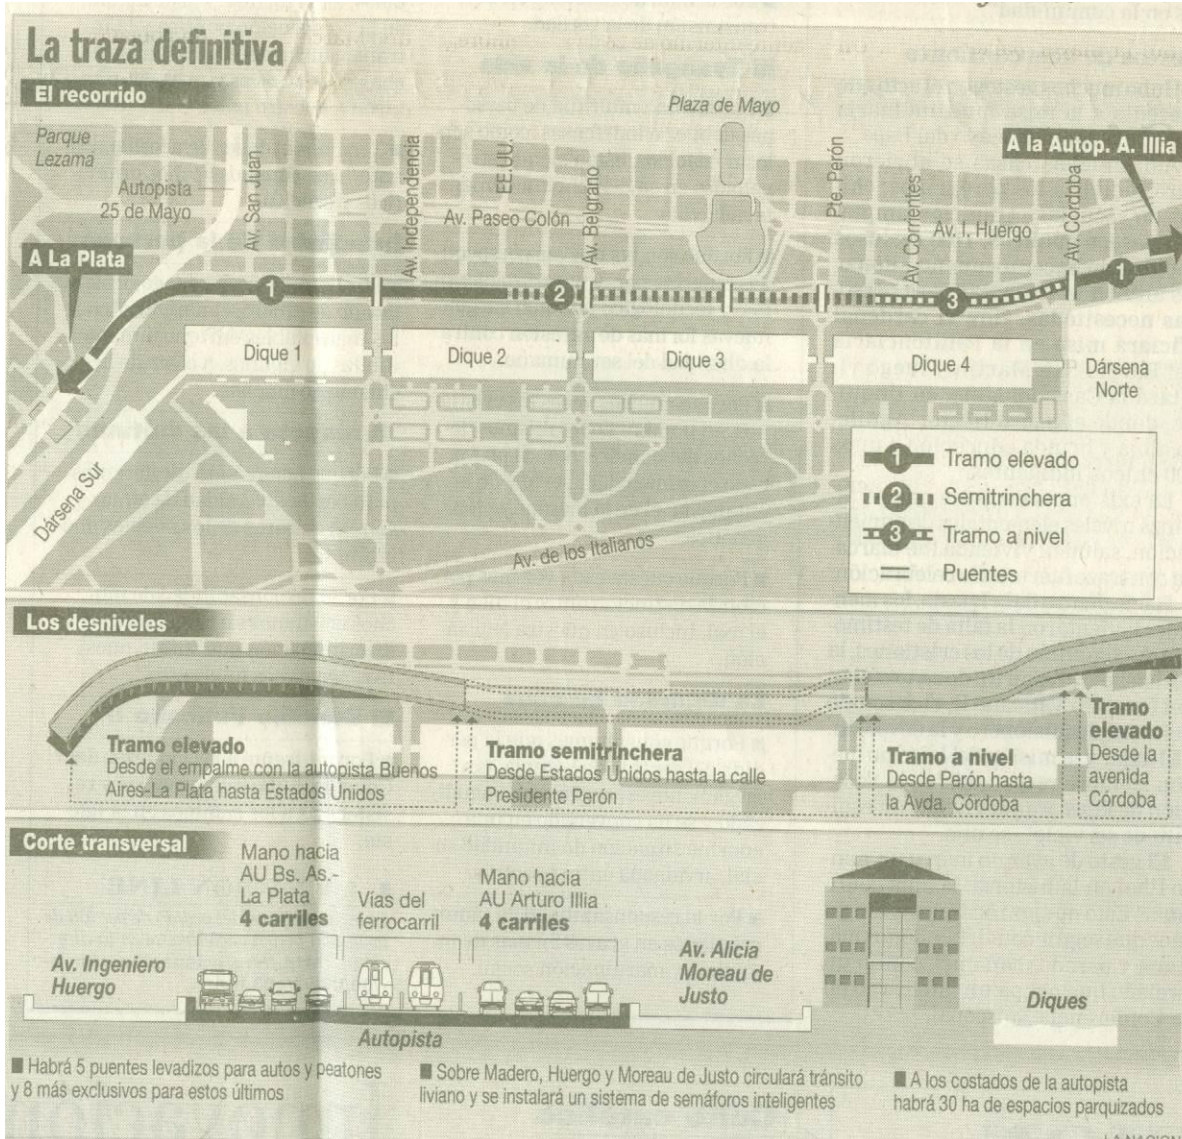 La traza definitiva
El recorrido
Plaza de Mayo
Parque
Lezama
A la Autop. A. Illia
Autopista
25 de Mayo
Av. San Juan
Av. Independencia
EE.UU.
Av. Belgrano
Pte. Perón
Av. Corrientes
Av. Córdoba
Av. Paseo Colón
Av. I. Huergo
A La Plata
1
2
3
1
Dique 1
Dique 2
Dique 3
Dique 4
Dársena
Norte
Dársena Sur
Av. de los Italianos
1 Tramo elevado
2 Semitrinchera
3 Tramo a nivel
Puentes
Los desniveles
Tramo elevado
Desde el empalme con la autopista Buenos
Aires-La Plata hasta Estados Unidos
Tramo semitrinchera
Desde Estados Unidos hasta la calle
Presidente Perón
Tramo a nivel
Desde Perón hasta
la Avda. Córdoba
Tramo
elevado
Desde la
avenida
Córdoba
Corte transversal
Mano hacia
AU Bs. As.-
La Plata
4 carriles
Vías del
ferrocarril
Mano hacia
AU Arturo Illia
4 carriles
Av. Ingeniero
Huergo
Av. Alicia
Moreau de
Justo
Diques
Autopista
■ Habrá 5 puentes levadizos para autos y peatones
y 8 más exclusivos para estos últimos
■ Sobre Madero, Huergo y Moreau de Justo circulará tránsito
liviano y se instalará un sistema de semáforos inteligentes
■ A los costados de la autopista
habrá 30 ha de espacios parquizados
LA NACION